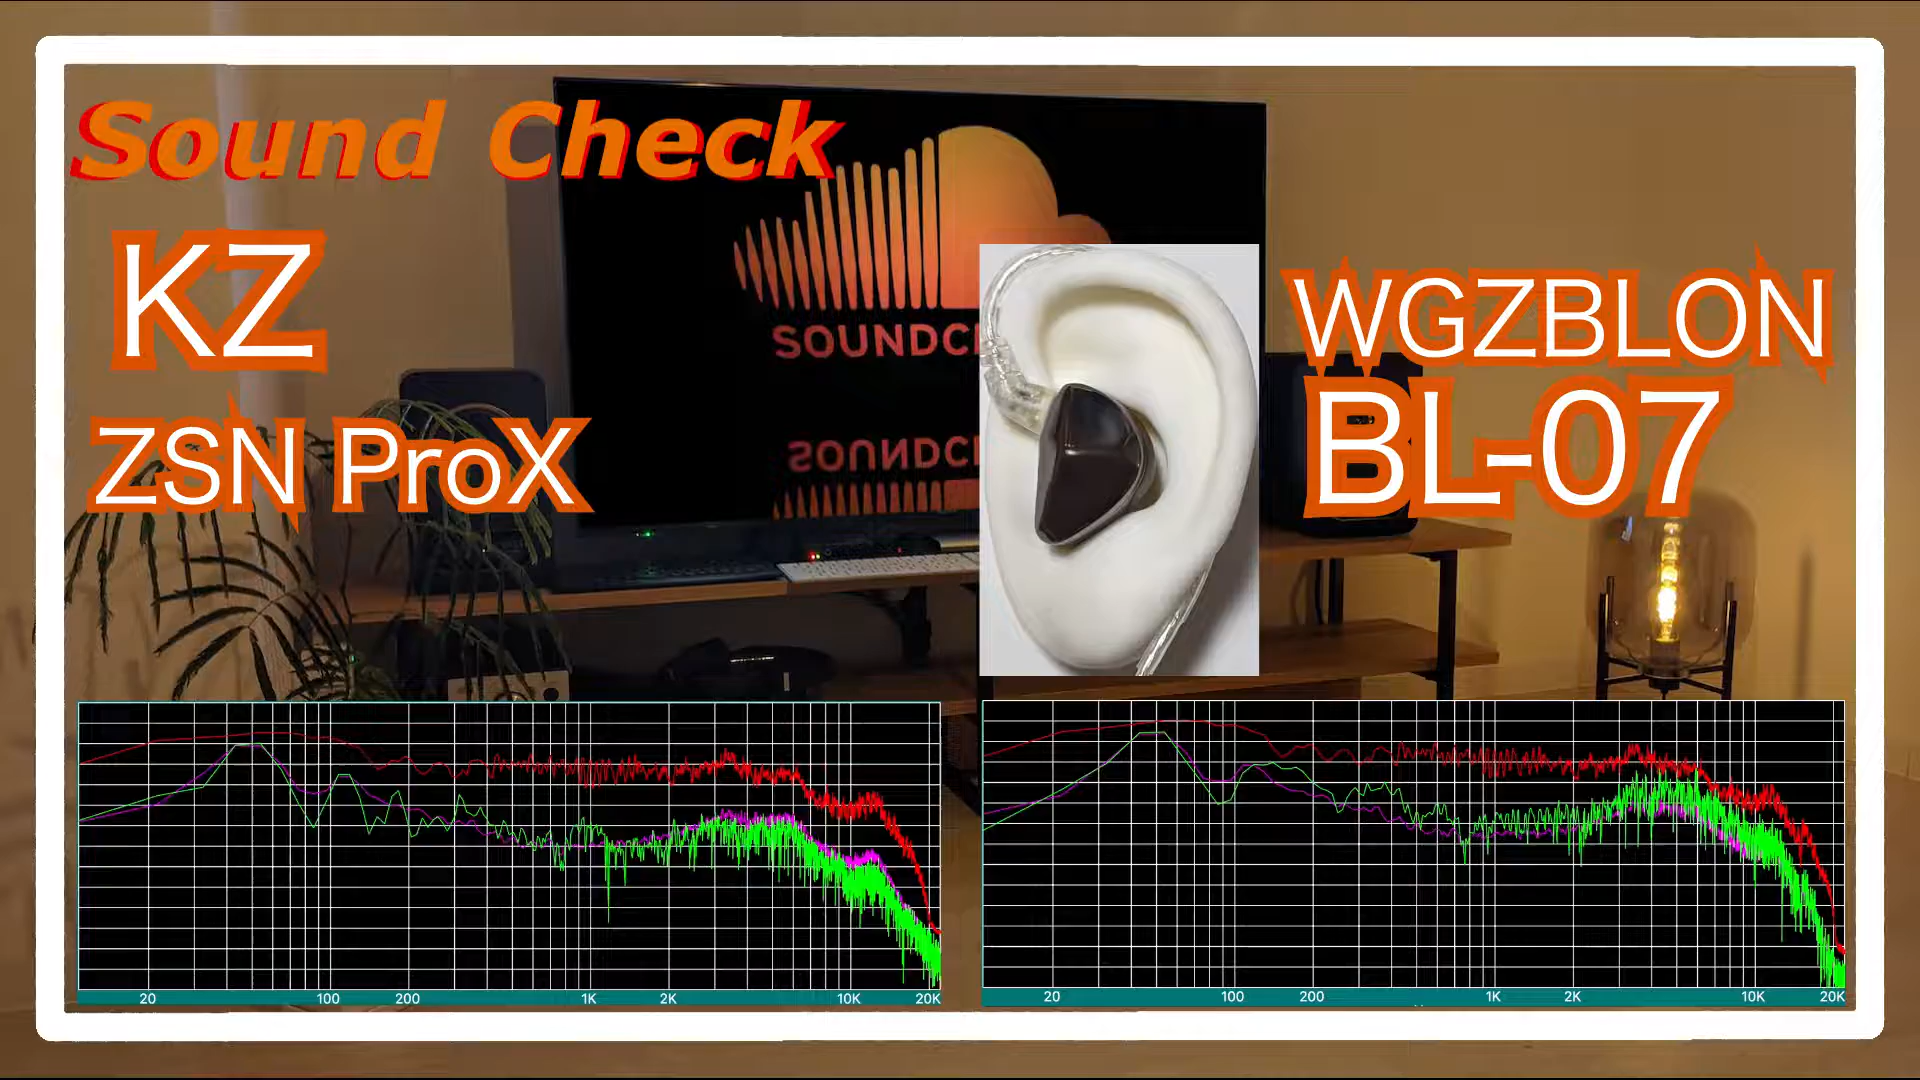 Sound Check
KZ
ZSN ProX
SOUNDC
WGZBLON
BL-07
20 100 200 1K 2K 10K 20K
20 100 200 1K 2K 10K 20K